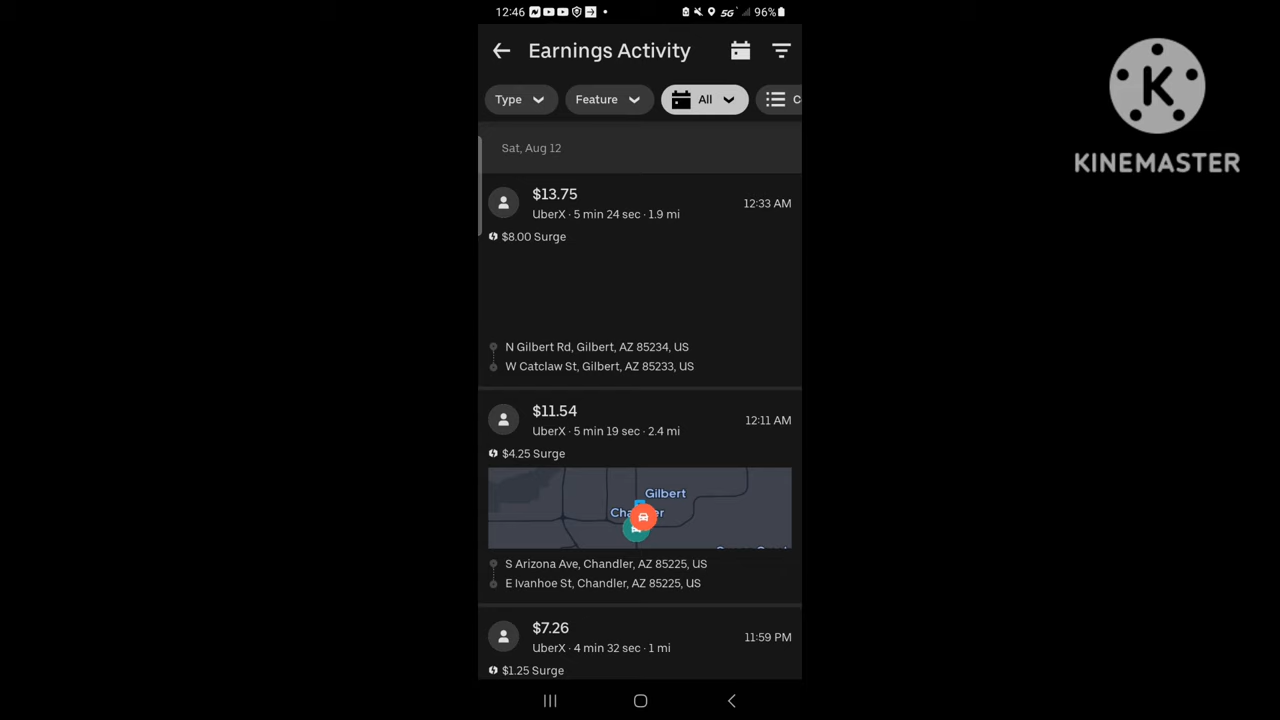 12:46
5G
96%
Earnings Activity
Type
Feature
All
C
K
KINEMASTER
Sat, Aug 12
$13.75
12:33 AM
UberX · 5 min 24 sec · 1.9 mi
$8.00 Surge
N Gilbert Rd, Gilbert, AZ 85234, US
W Catclaw St, Gilbert, AZ 85233, US
$11.54
12:11 AM
UberX · 5 min 19 sec · 2.4 mi
$4.25 Surge
Gilbert
S Arizona Ave, Chandler, AZ 85225, US
E Ivanhoe St, Chandler, AZ 85225, US
$7.26
11:59 PM
UberX · 4 min 32 sec · 1 mi
$1.25 Surge